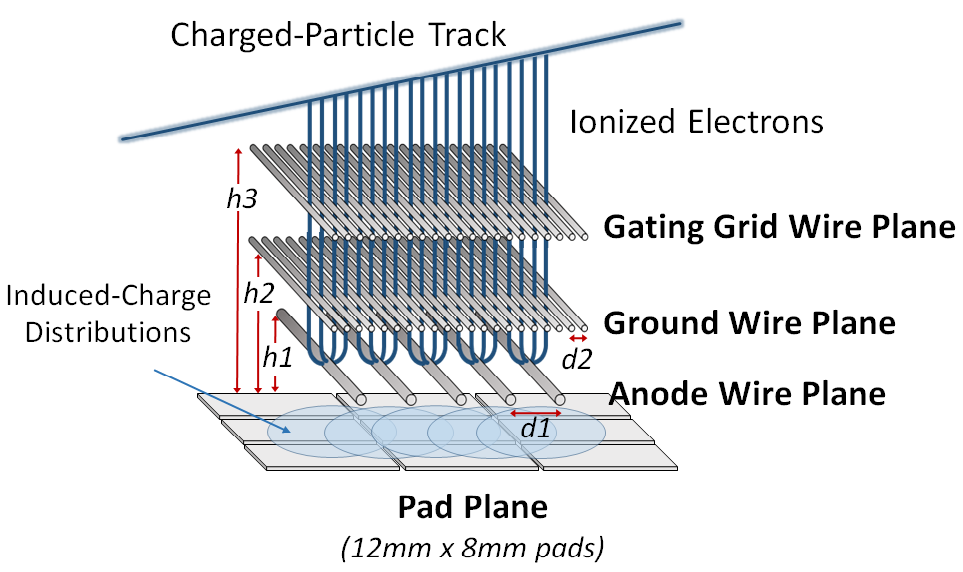 Charged-Particle Track
Ionized Electrons
h3
Gating Grid Wire Plane
h2
Induced-Charge
Distributions
Ground Wire Plane
h1
d2
Anode Wire Plane
d1
Pad Plane
(12mm x 8mm pads)